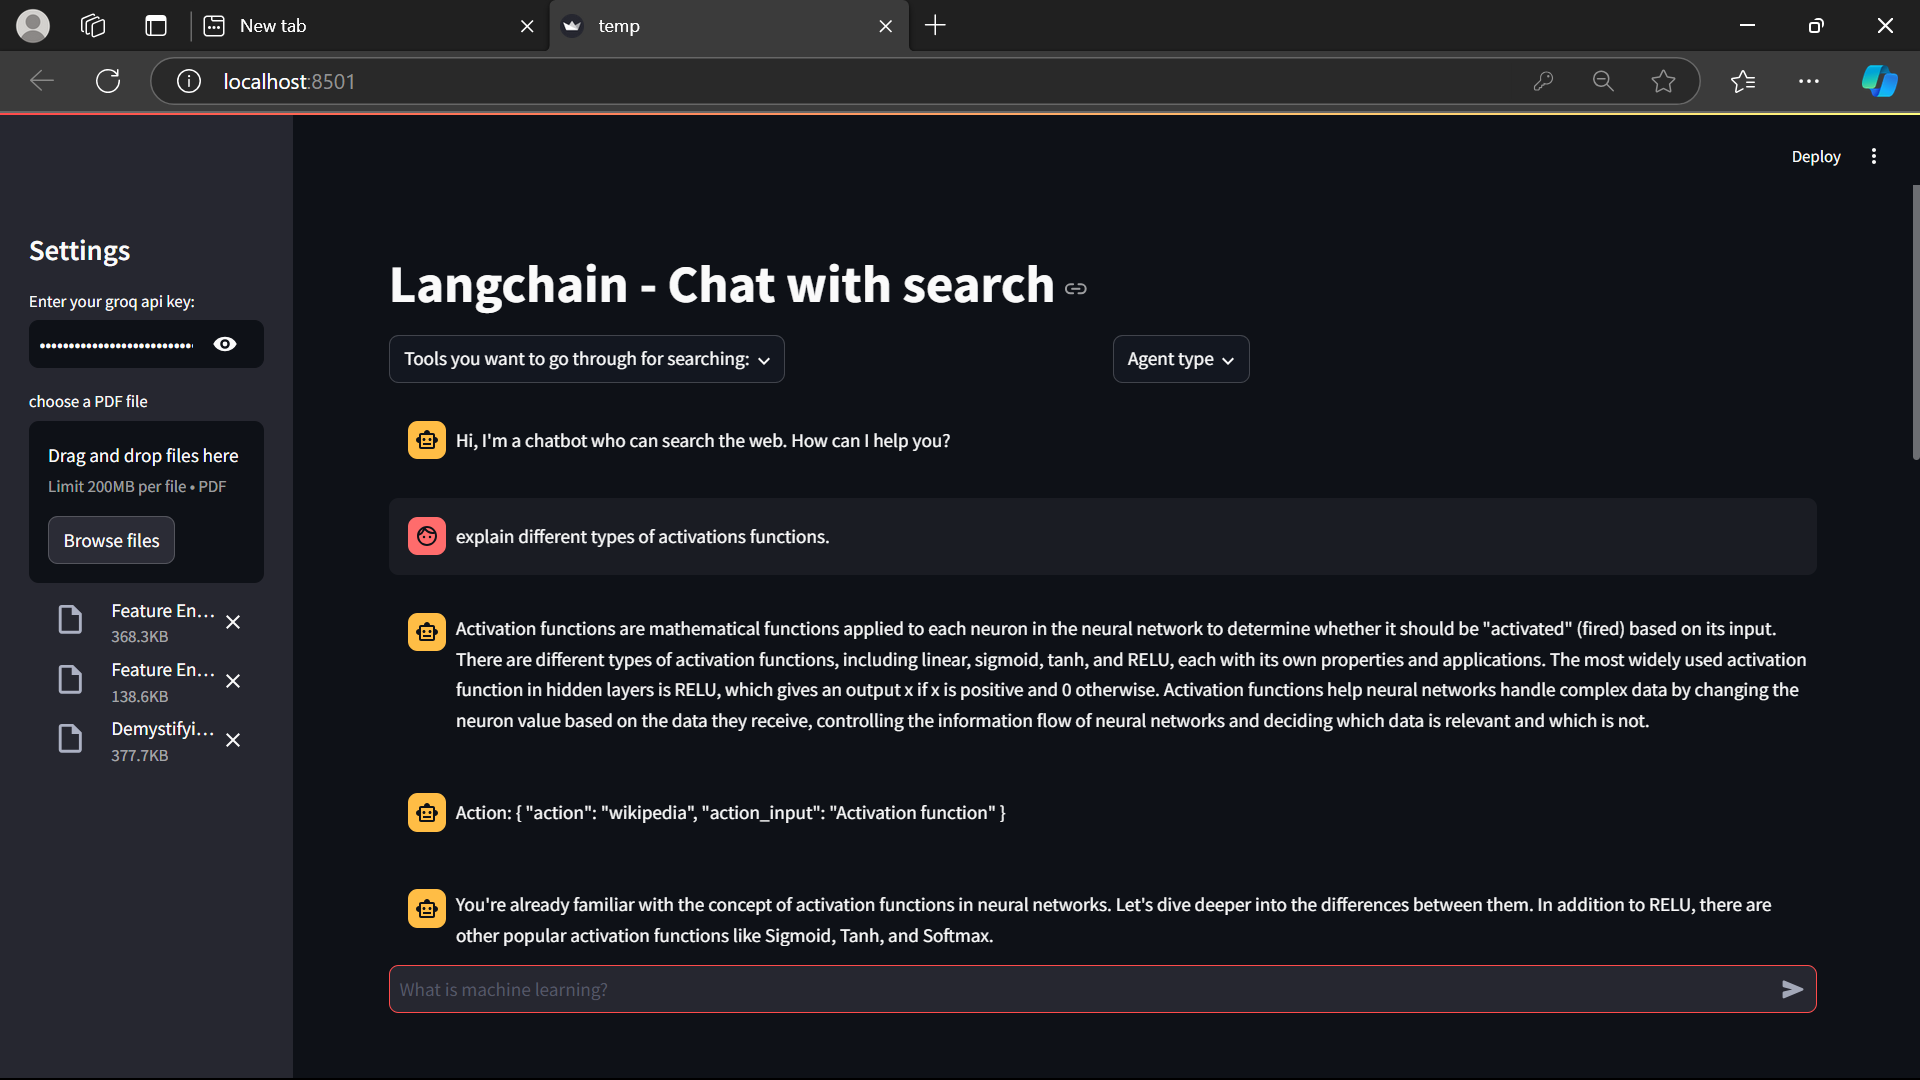 New tab
temp
localhost:8501
Deploy
Settings
Enter your groq api key:
choose a PDF file
Drag and drop files here
Limit 200MB per file • PDF
Browse files
Feature En...
368.3KB
Feature En...
138.6KB
Demystifyi...
377.7KB
Langchain - Chat with search
Tools you want to go through for searching:
Agent type
Hi, I'm a chatbot who can search the web. How can I help you?
explain different types of activations functions.
Activation functions are mathematical functions applied to each neuron in the neural network to determine whether it should be "activated" (fired) based on its input.
There are different types of activation functions, including linear, sigmoid, tanh, and RELU, each with its own properties and applications. The most widely used activation
function in hidden layers is RELU, which gives an output x if x is positive and 0 otherwise. Activation functions help neural networks handle complex data by changing the
neuron value based on the data they receive, controlling the information flow of neural networks and deciding which data is relevant and which is not.
Action: { "action": "wikipedia", "action_input": "Activation function" }
You're already familiar with the concept of activation functions in neural networks. Let's dive deeper into the differences between them. In addition to RELU, there are
other popular activation functions like Sigmoid, Tanh, and Softmax.
What is machine learning?